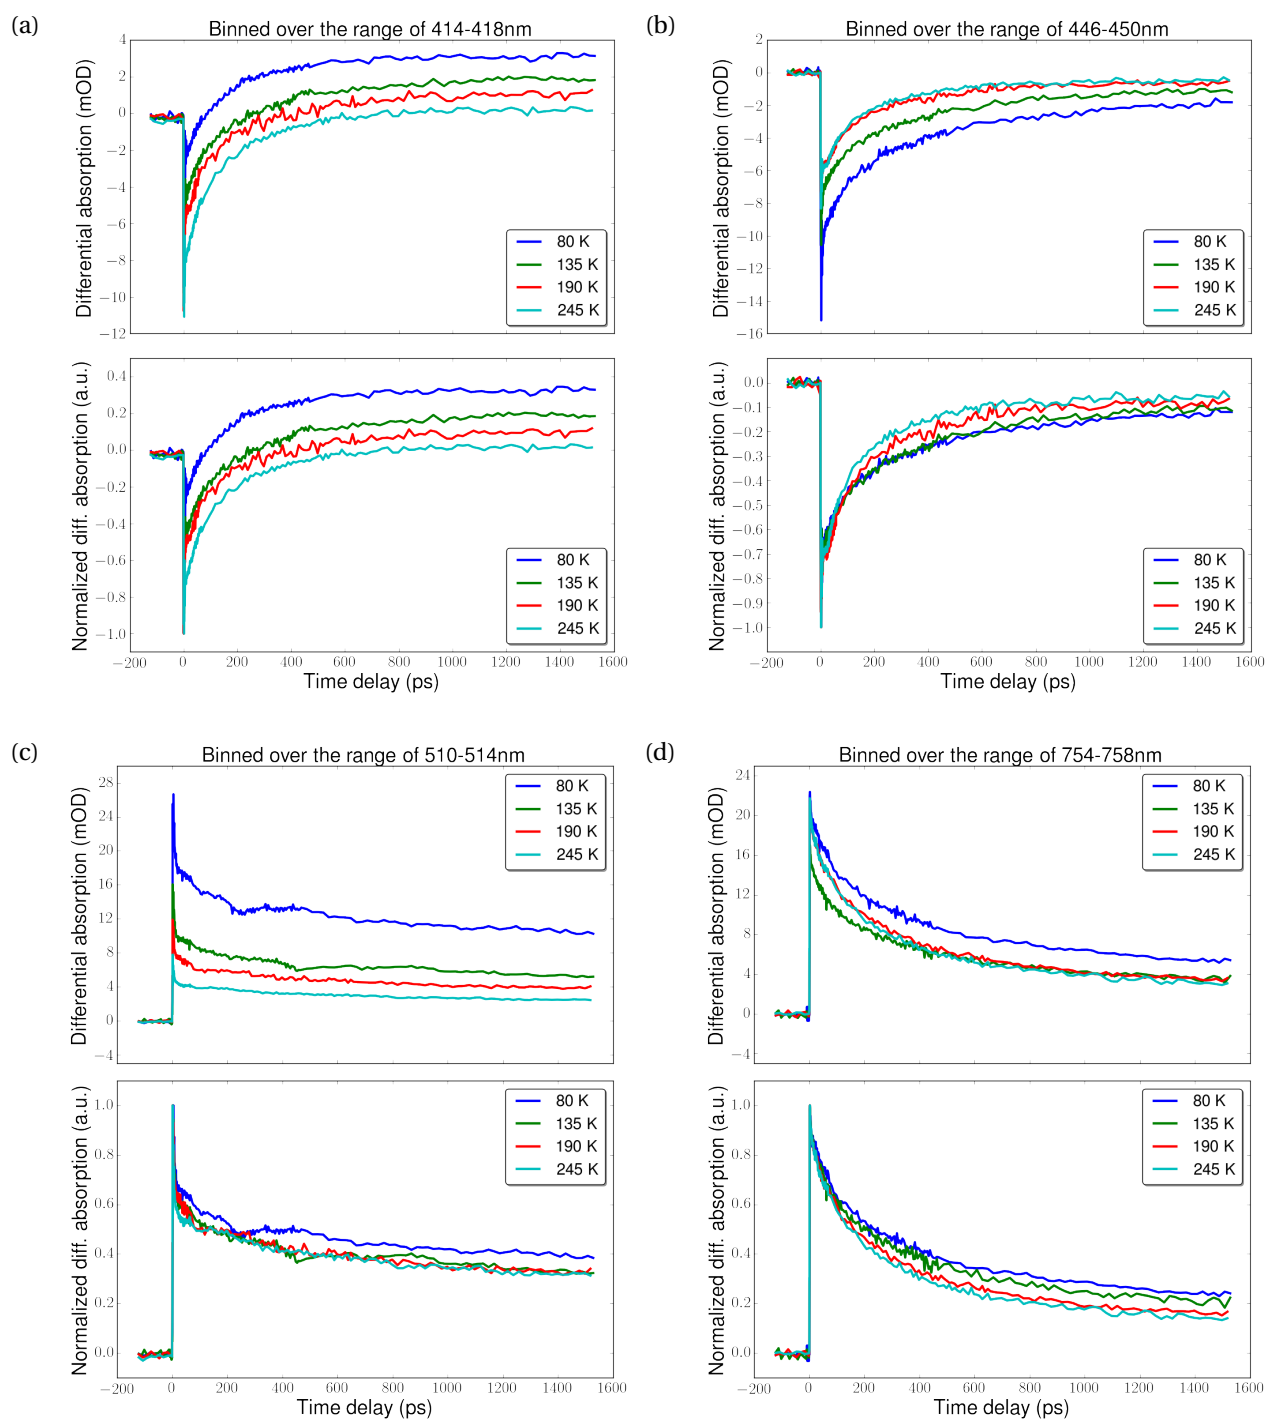 (a)
Binned over the range of 414-418nm
Differential absorption (mOD)
4
2
0
−2
−4
−6
−8
−10
−12
80 K
135 K
190 K
245 K
Normalized diff. absorption (a.u.)
0.4
0.2
0.0
−0.2
−0.4
−0.6
−0.8
−1.0
80 K
135 K
190 K
245 K
−200 0 200 400 600 800 1000 1200 1400 1600
Time delay (ps)
(b)
Binned over the range of 446-450nm
Differential absorption (mOD)
2
0
−2
−4
−6
−8
−10
−12
−14
−16
80 K
135 K
190 K
245 K
Normalized diff. absorption (a.u.)
0.0
−0.1
−0.2
−0.3
−0.4
−0.5
−0.6
−0.7
−0.8
−0.9
−1.0
80 K
135 K
190 K
245 K
−200 0 200 400 600 800 1000 1200 1400 1600
Time delay (ps)
(c)
Binned over the range of 510-514nm
Differential absorption (mOD)
28
24
20
16
12
8
4
0
−4
80 K
135 K
190 K
245 K
Normalized diff. absorption (a.u.)
1.0
0.8
0.6
0.4
0.2
0.0
80 K
135 K
190 K
245 K
−200 0 200 400 600 800 1000 1200 1400 1600
Time delay (ps)
(d)
Binned over the range of 754-758nm
Differential absorption (mOD)
24
20
16
12
8
4
0
−4
80 K
135 K
190 K
245 K
Normalized diff. absorption (a.u.)
1.0
0.8
0.6
0.4
0.2
0.0
80 K
135 K
190 K
245 K
−200 0 200 400 600 800 1000 1200 1400 1600
Time delay (ps)